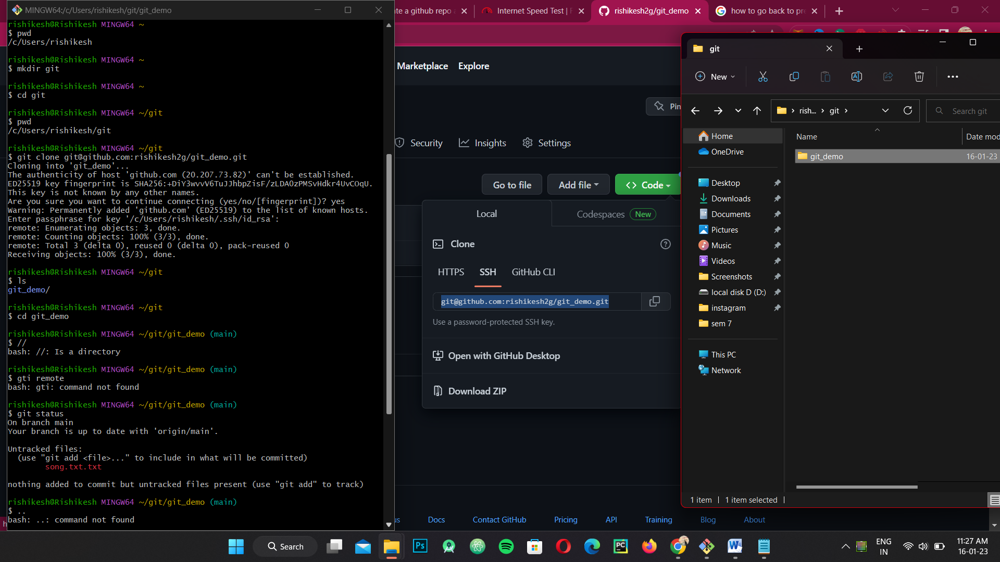 MINGW64:/c/Users/rishikesh/git/git_demo
rishikesh@Rishikesh MINGW64 ~
$ pwd
/c/Users/rishikesh
rishikesh@Rishikesh MINGW64 ~
$ mkdir git
rishikesh@Rishikesh MINGW64 ~
$ cd git
rishikesh@Rishikesh MINGW64 ~/git
$ pwd
/c/Users/rishikesh/git
rishikesh@Rishikesh MINGW64 ~/git
$ git clone git@github.com:rishikesh2g/git_demo.git
Cloning into 'git_demo'...
The authenticity of host 'github.com (20.207.73.82)' can't be established.
ED25519 key fingerprint is SHA256:+DiY3wvvV6TuJJhbpZisF/zLDA0zPMSvHdkr4UvCOqU.
This key is not known by any other names.
Are you sure you want to continue connecting (yes/no/[fingerprint])? yes
Warning: Permanently added 'github.com' (ED25519) to the list of known hosts.
Enter passphrase for key '/c/Users/rishikesh/.ssh/id_rsa':
remote: Enumerating objects: 3, done.
remote: Counting objects: 100% (3/3), done.
remote: Total 3 (delta 0), reused 0 (delta 0), pack-reused 0
Receiving objects: 100% (3/3), done.
rishikesh@Rishikesh MINGW64 ~/git
$ ls
git_demo/
rishikesh@Rishikesh MINGW64 ~/git
$ cd git_demo
rishikesh@Rishikesh MINGW64 ~/git/git_demo (main)
$ //
bash: //: Is a directory
rishikesh@Rishikesh MINGW64 ~/git/git_demo (main)
$ gti remote
bash: gti: command not found
rishikesh@Rishikesh MINGW64 ~/git/git_demo (main)
$ git status
On branch main
Your branch is up to date with 'origin/main'.
Untracked files:
(use "git add <file>..." to include in what will be committed)
song.txt.txt
nothing added to commit but untracked files present (use "git add" to track)
rishikesh@Rishikesh MINGW64 ~/git/git_demo (main)
$ ..
bash: ..: command not found
te a github repo
Internet Speed Test |
rishikesh2g/git_demo
how to go back to pre
Marketplace
Explore
Pin
Security
Insights
Settings
Go to file
Add file
Code
Local
Codespaces New
Clone
HTTPS
SSH
GitHub CLI
git@github.com:rishikesh2g/git_demo.git
Use a password-protected SSH key.
Open with GitHub Desktop
Download ZIP
us
Docs
Contact GitHub
Pricing
API
Training
Blog
About
git
New
rish... > git >
Search git
Home
OneDrive
Desktop
Downloads
Documents
Pictures
Music
Videos
Screenshots
local disk D (D:)
instagram
sem 7
This PC
Network
Name
Date mod
git_demo
16-01-23
1 item
1 item selected
Search
Ps
PC
W
ENG
IN
11:27 AM
16-01-23